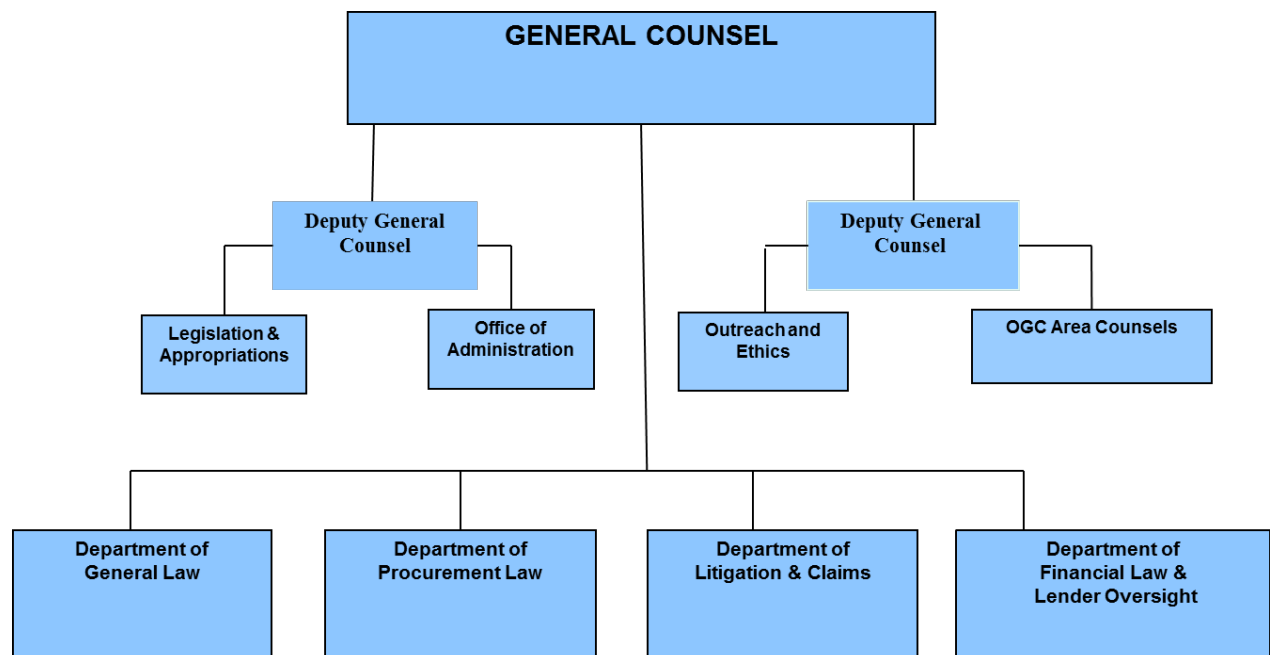 GENERAL COUNSEL
Deputy General
Counsel
Deputy General
Counsel
Legislation &
Appropriations
Office of
Administration
Outreach and
Ethics
OGC Area Counsels
Department of
General Law
Department of
Procurement Law
Department of
Litigation & Claims
Department of
Financial Law &
Lender Oversight